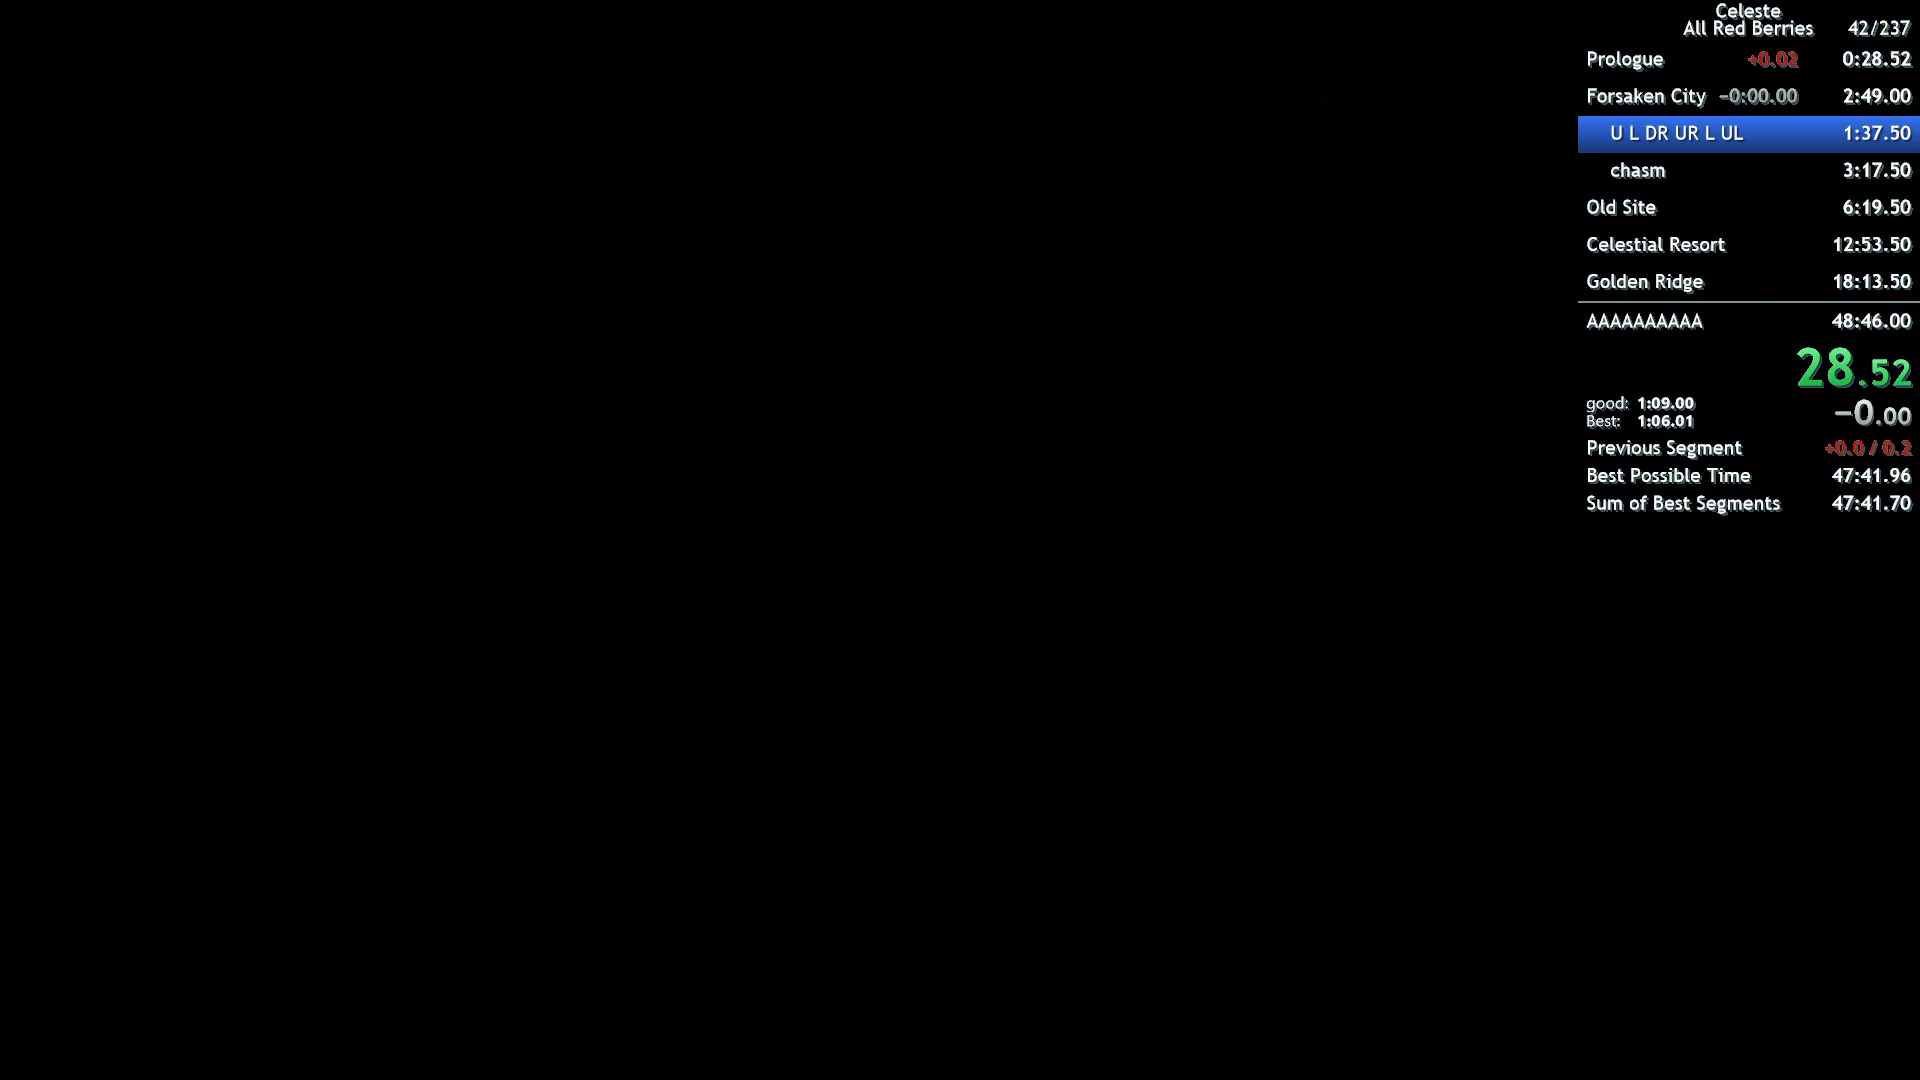 Celeste
All Red Berries 42/237
Prologue +0.02 0:28.52
Forsaken City −0:00.00 2:49.00
U L DR UR L UL 1:37.50
chasm 3:17.50
Old Site 6:19.50
Celestial Resort 12:53.50
Golden Ridge 18:13.50
AAAAAAAAAA 48:46.00
28.52
good: 1:09.00 −0.00
Best: 1:06.01
Previous Segment +0.0 / 0.2
Best Possible Time 47:41.96
Sum of Best Segments 47:41.70